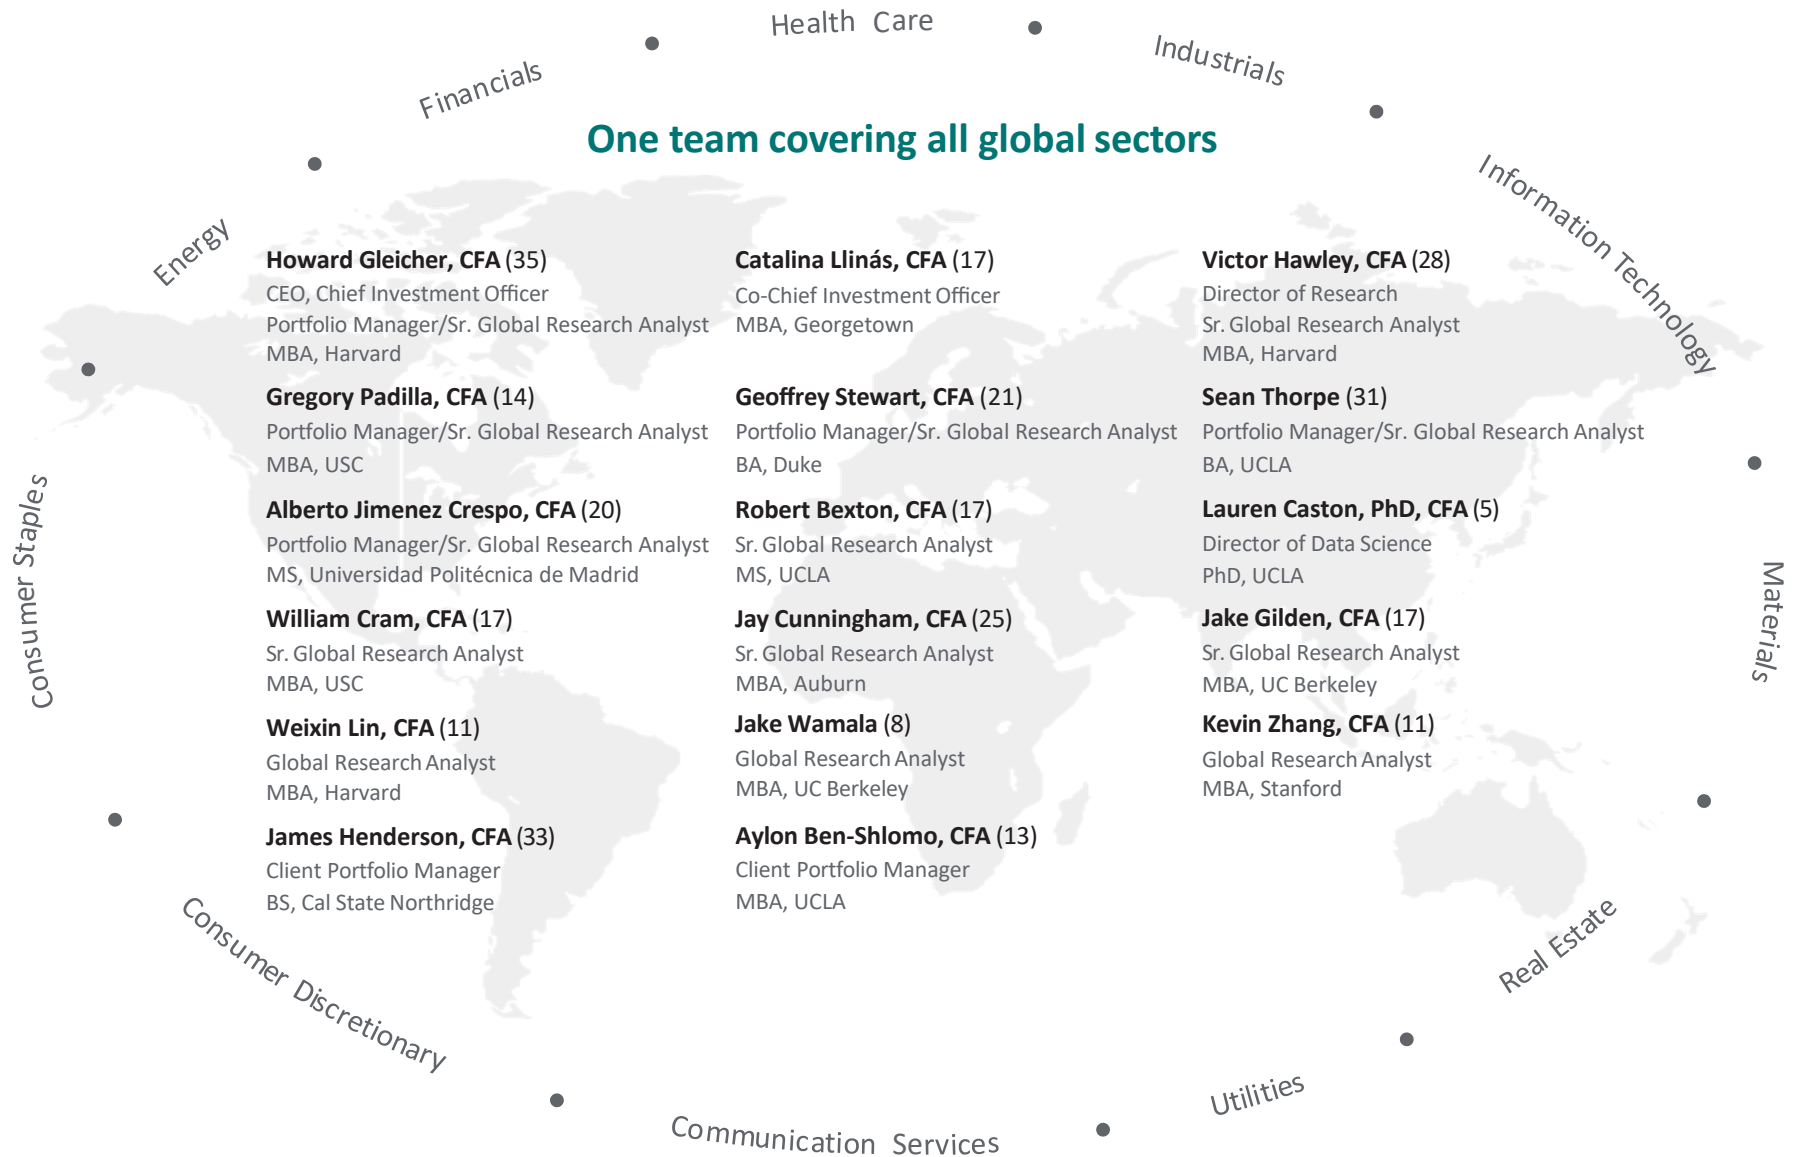 Health Care
Industrials
Financials
One team covering all global sectors
Information Technology
Energy
Howard Gleicher, CFA (35)
CEO, Chief Investment Officer
Portfolio Manager/Sr. Global Research Analyst
MBA, Harvard
Catalina Llinás, CFA (17)
Co-Chief Investment Officer
MBA, Georgetown
Victor Hawley, CFA (28)
Director of Research
Sr. Global Research Analyst
MBA, Harvard
Gregory Padilla, CFA (14)
Portfolio Manager/Sr. Global Research Analyst
MBA, USC
Geoffrey Stewart, CFA (21)
Portfolio Manager/Sr. Global Research Analyst
BA, Duke
Sean Thorpe (31)
Portfolio Manager/Sr. Global Research Analyst
BA, UCLA
Alberto Jimenez Crespo, CFA (20)
Portfolio Manager/Sr. Global Research Analyst
MS, Universidad Politécnica de Madrid
Robert Bexton, CFA (17)
Sr. Global Research Analyst
MS, UCLA
Lauren Caston, PhD, CFA (5)
Director of Data Science
PhD, UCLA
Consumer Staples
Materials
William Cram, CFA (17)
Sr. Global Research Analyst
MBA, USC
Jay Cunningham, CFA (25)
Sr. Global Research Analyst
MBA, Auburn
Jake Gilden, CFA (17)
Sr. Global Research Analyst
MBA, UC Berkeley
Weixin Lin, CFA (11)
Global Research Analyst
MBA, Harvard
Jake Wamala (8)
Global Research Analyst
MBA, UC Berkeley
Kevin Zhang, CFA (11)
Global Research Analyst
MBA, Stanford
James Henderson, CFA (33)
Client Portfolio Manager
BS, Cal State Northridge
Aylon Ben-Shlomo, CFA (13)
Client Portfolio Manager
MBA, UCLA
Consumer Discretionary
Real Estate
Utilities
Communication Services